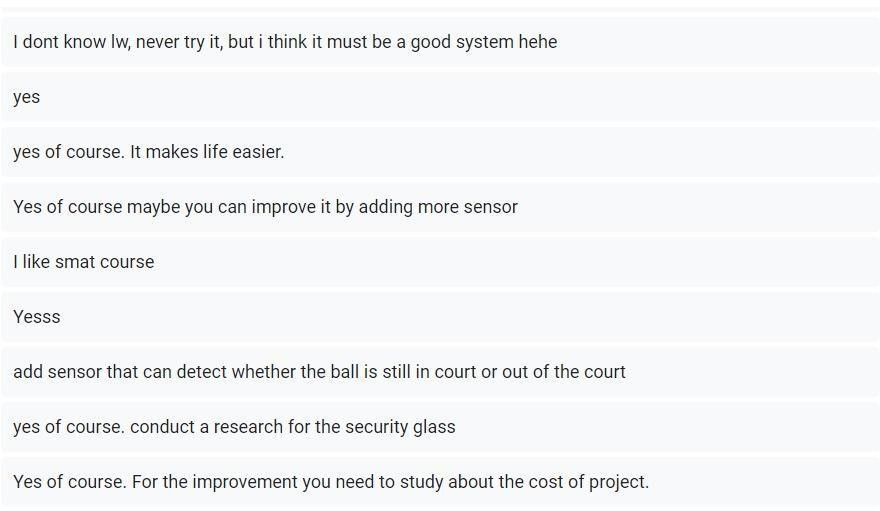 I dont know lw, never try it, but i think it must be a good system hehe
yes
yes of course. It makes life easier.
Yes of course maybe you can improve it by adding more sensor
I like smat course
Yesss
add sensor that can detect whether the ball is still in court or out of the court
yes of course. conduct a research for the security glass
Yes of course. For the improvement you need to study about the cost of project.